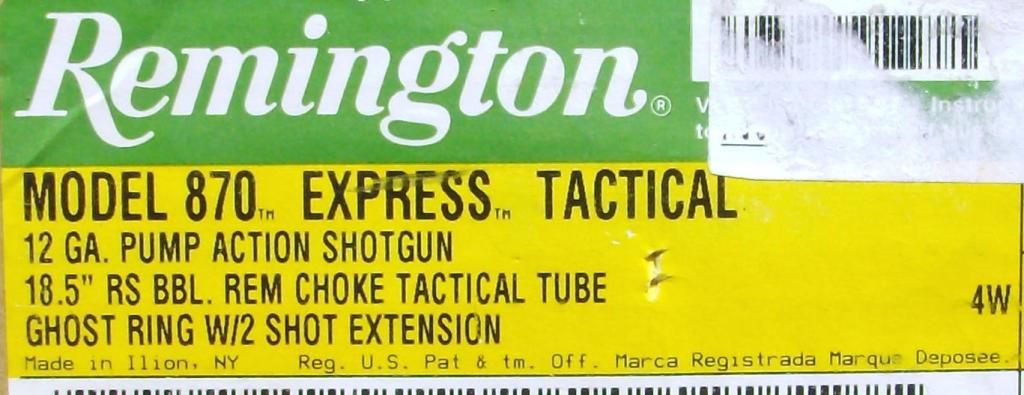 Remington®
MODEL 870™ EXPRESS™ TACTICAL
12 GA. PUMP ACTION SHOTGUN
18.5" RS BBL. REM CHOKE TACTICAL TUBE
4W
GHOST RING W/2 SHOT EXTENSION
Made in Ilion, NY Reg. U.S. Pat & tm. Off. Marca Registrada Marque Deposee.